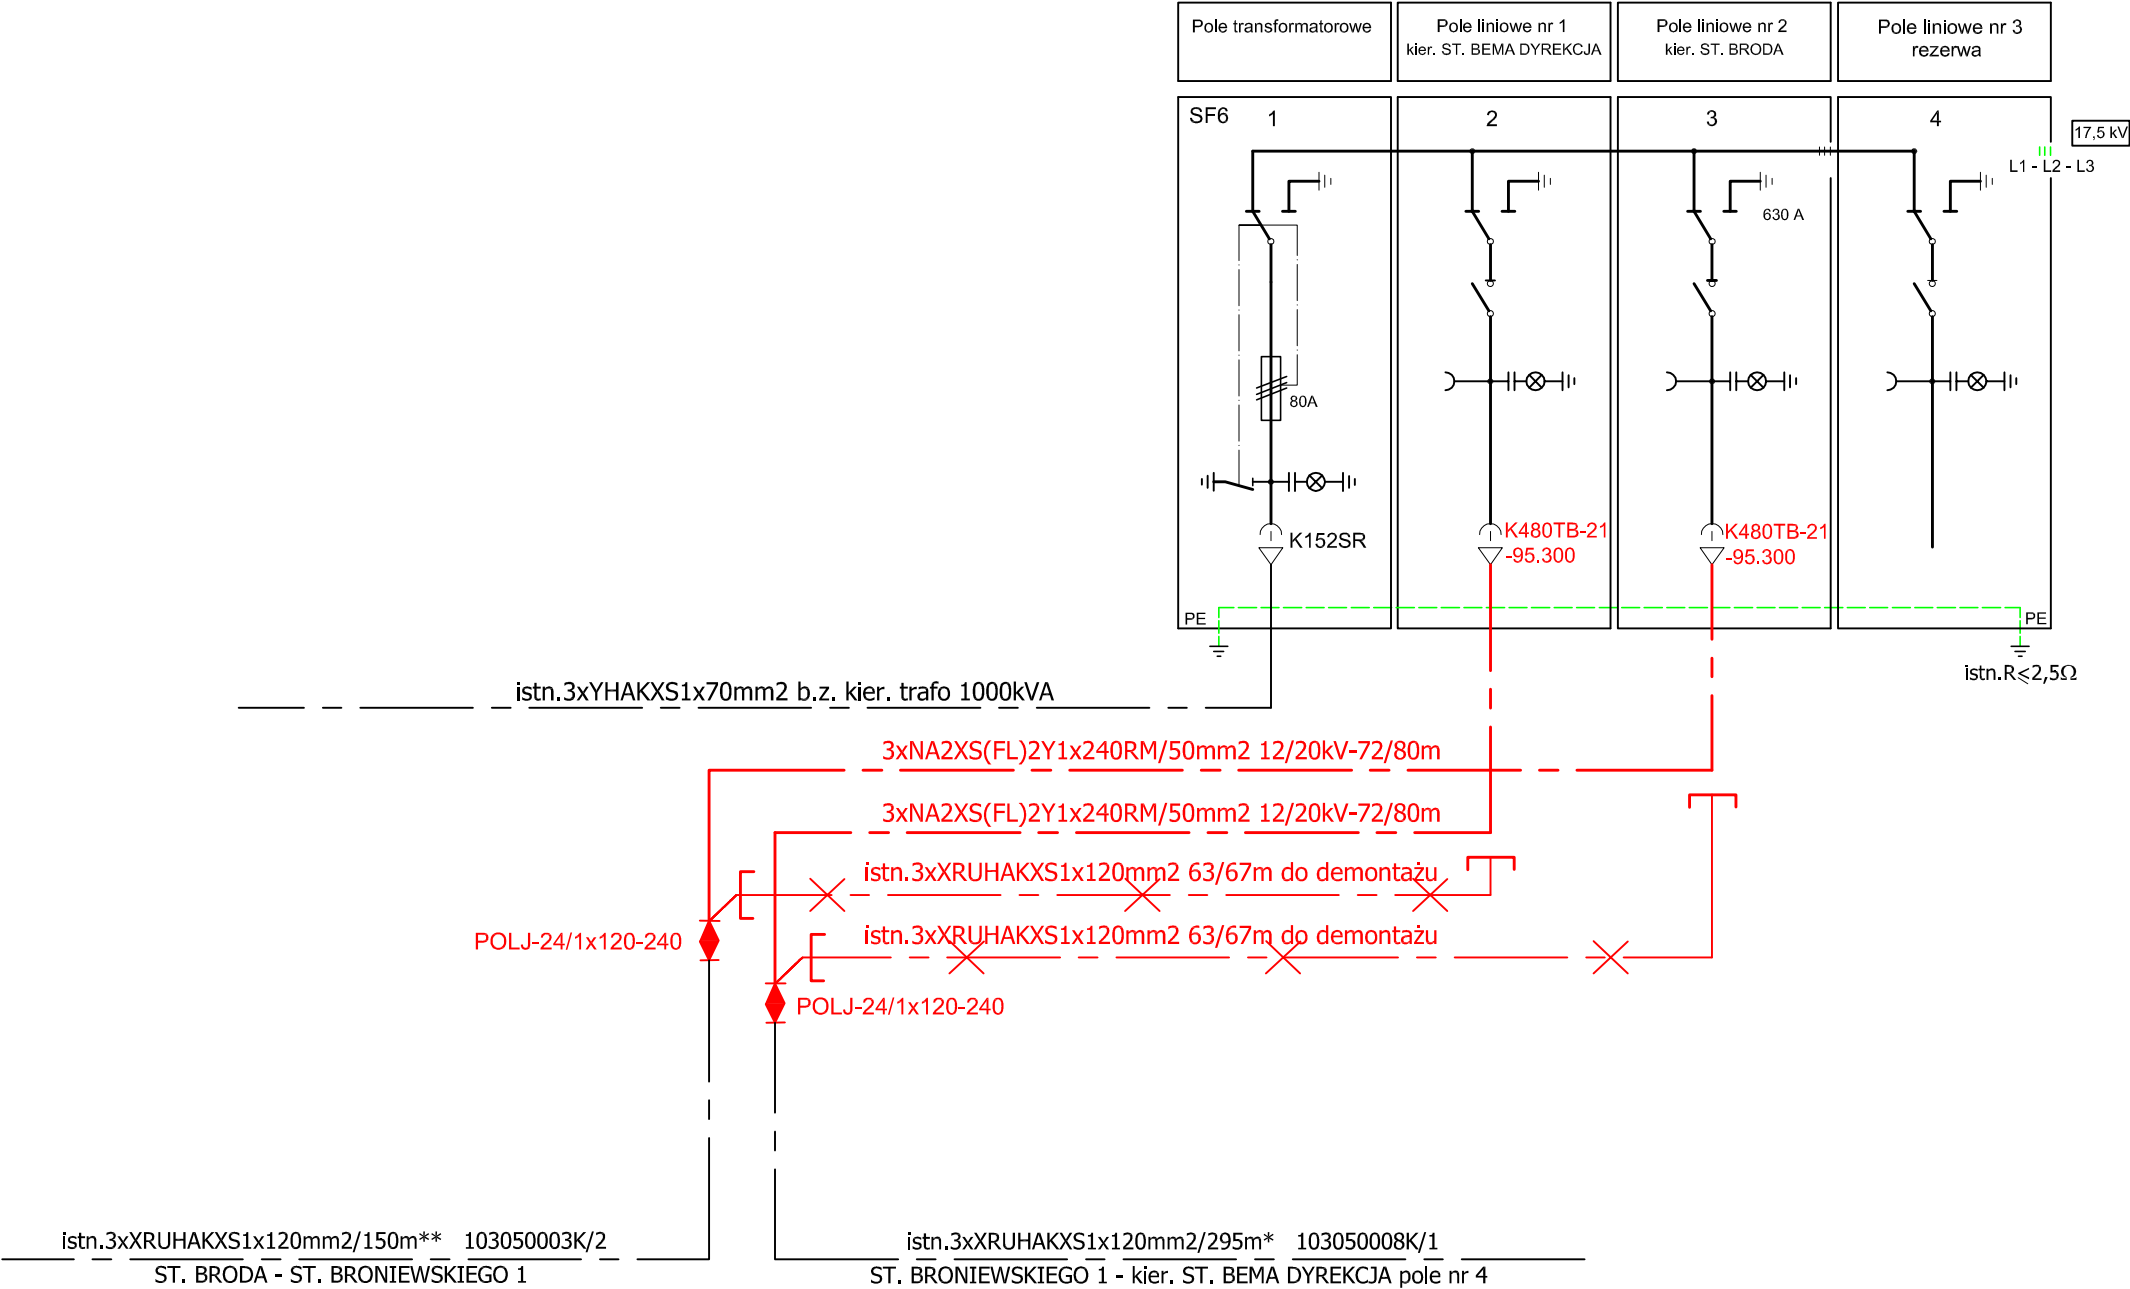 Pole transformatorowe
Pole liniowe nr 1
kier. ST. BEMA DYREKCJA
Pole liniowe nr 2
kier. ST. BRODA
Pole liniowe nr 3
rezerwa
SF6 1
2
3
4
17,5 kV
L1 - L2 - L3
630 A
80A
K152SR
K480TB-21
-95.300
K480TB-21
-95.300
PE
PE
istn.R≤2,5Ω
istn.3xYHAKXS1x70mm2 b.z. kier. trafo 1000kVA
3xNA2XS(FL)2Y1x240RM/50mm2 12/20kV-72/80m
3xNA2XS(FL)2Y1x240RM/50mm2 12/20kV-72/80m
istn.3xXRUHAKXS1x120mm2 63/67m do demontażu
istn.3xXRUHAKXS1x120mm2 63/67m do demontażu
POLJ-24/1x120-240
POLJ-24/1x120-240
istn.3xXRUHAKXS1x120mm2/150m** 103050003K/2
ST. BRODA - ST. BRONIEWSKIEGO 1
istn.3xXRUHAKXS1x120mm2/295m* 103050008K/1
ST. BRONIEWSKIEGO 1 - kier. ST. BEMA DYREKCJA pole nr 4